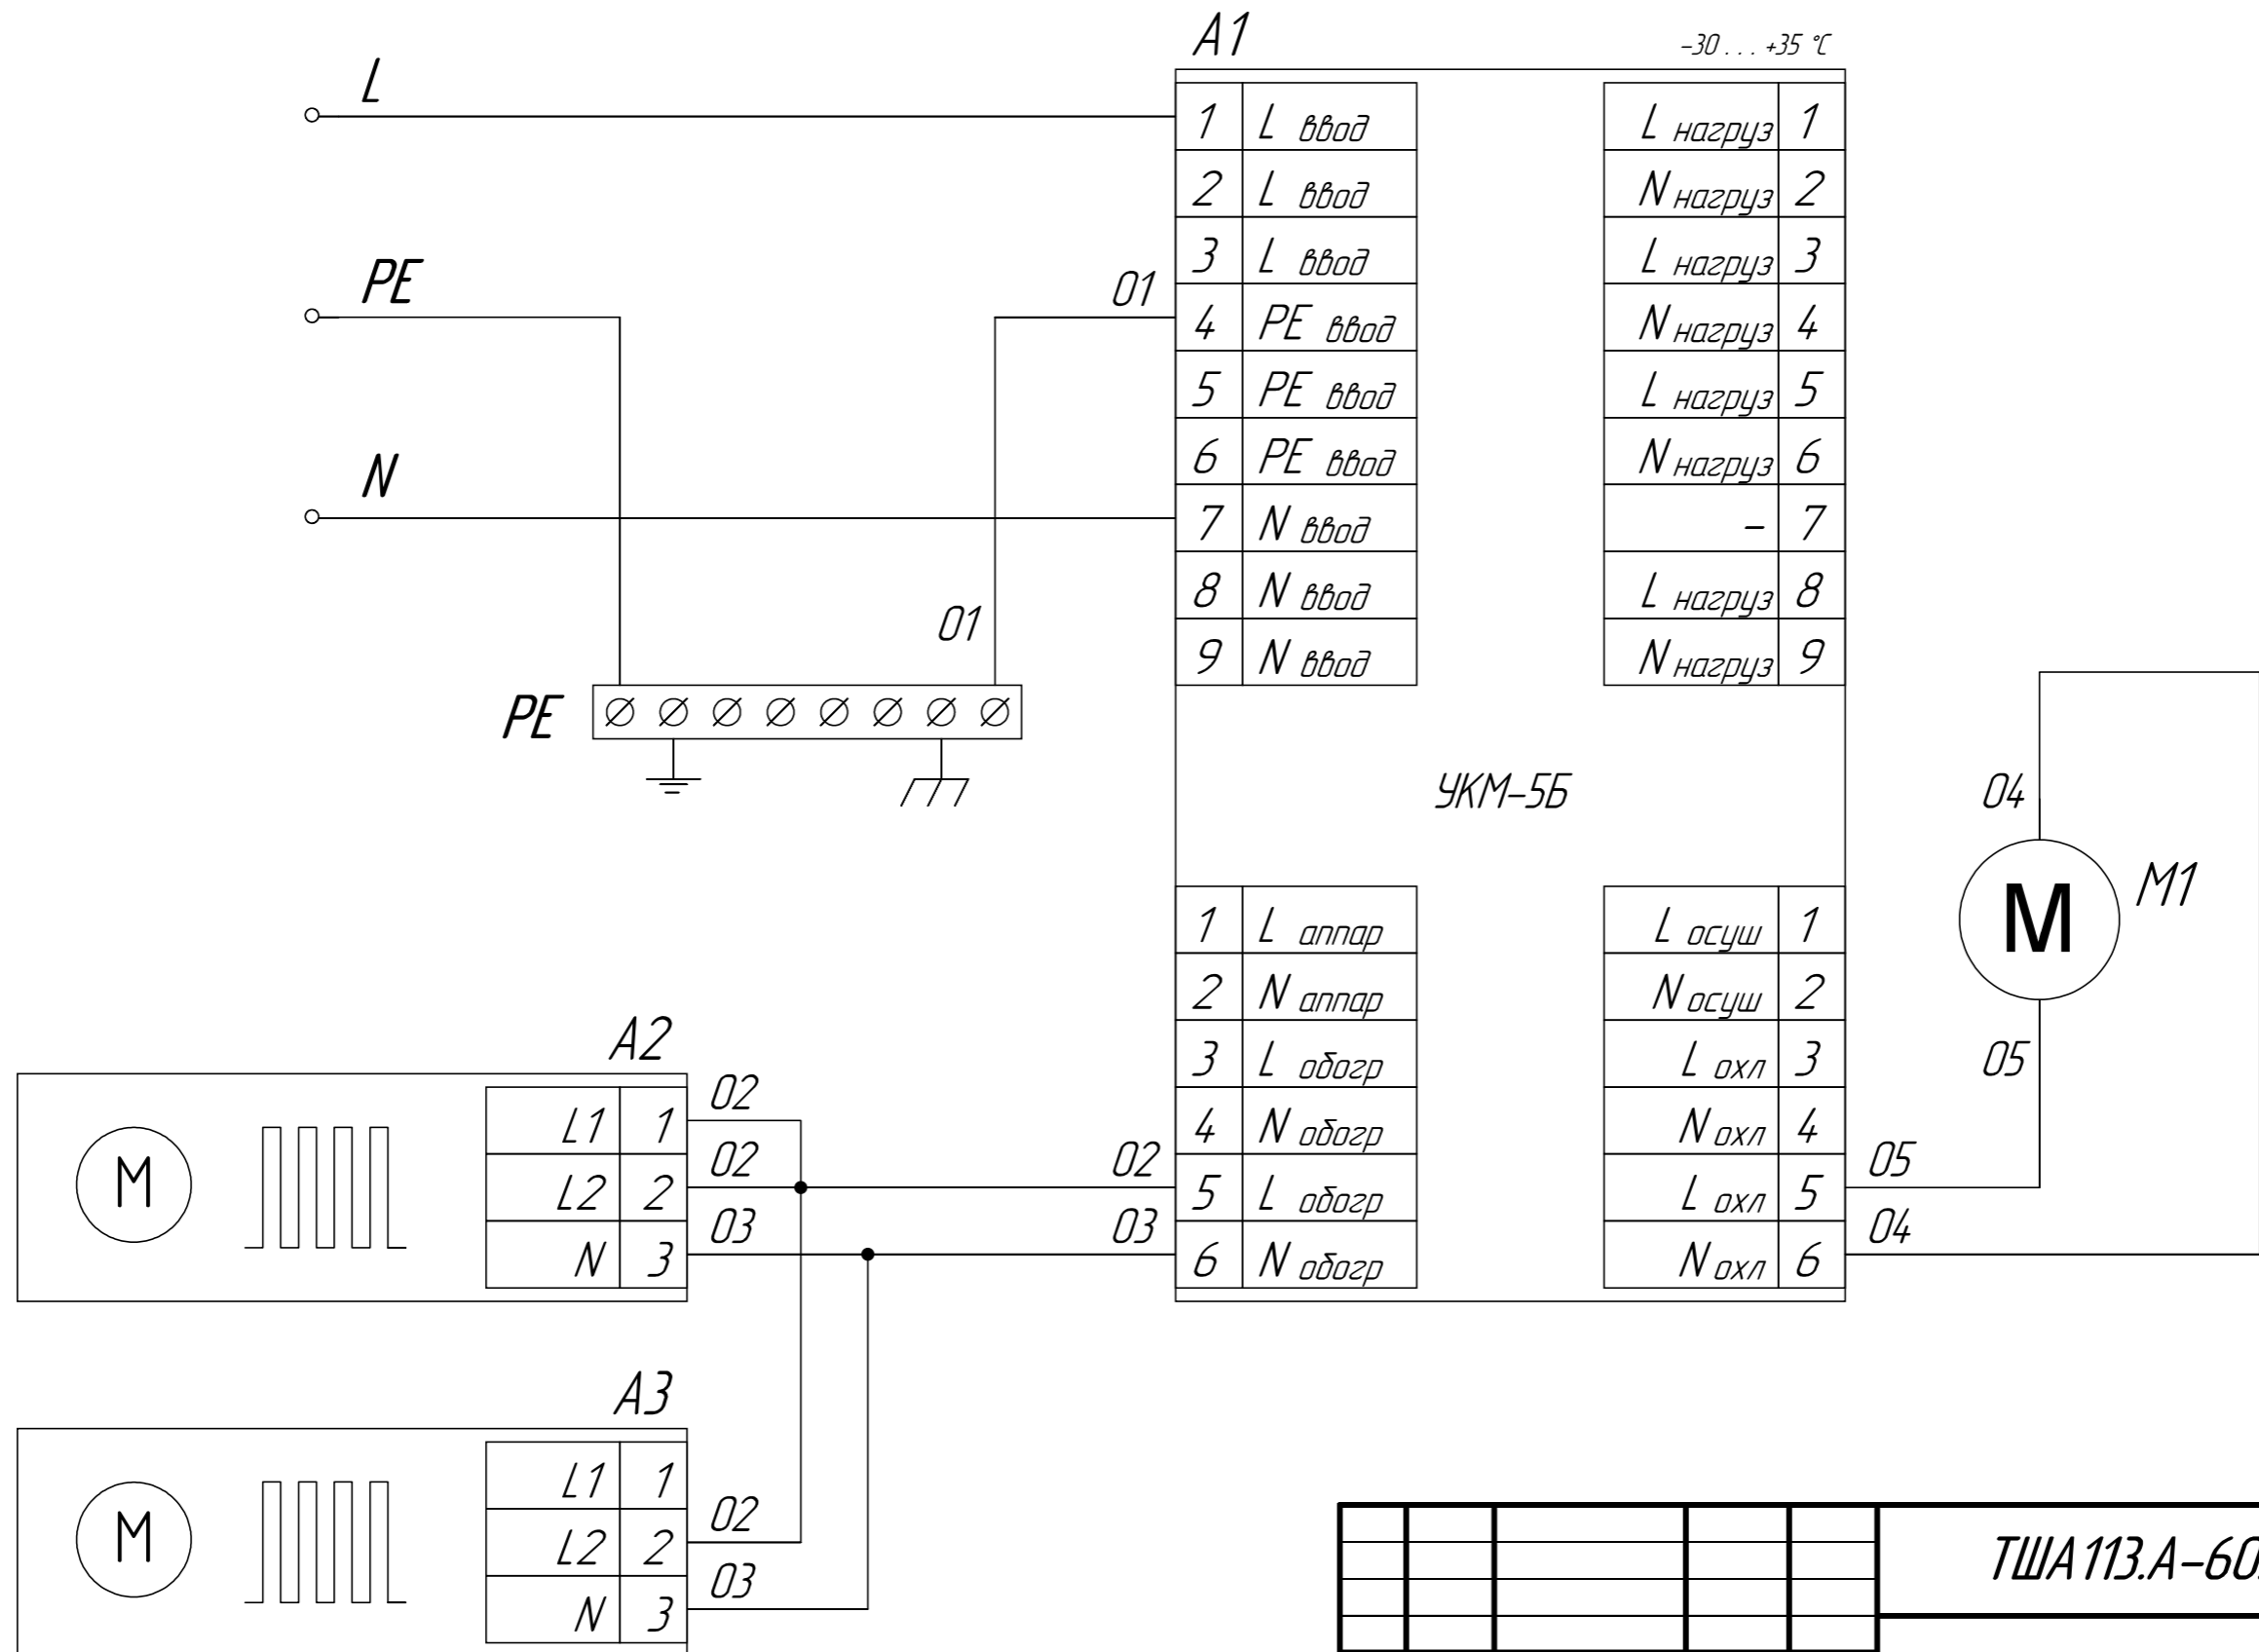 A1
-30 . . . +35 °C
L
1 L ввод
L нагруз 1
2 L ввод
N нагруз 2
3 L ввод
L нагруз 3
PE
01
4 PE ввод
N нагруз 4
5 PE ввод
L нагруз 5
6 PE ввод
N нагруз 6
N
7 N ввод
- 7
8 N ввод
L нагруз 8
01
9 N ввод
N нагруз 9
PE
УКМ-5Б
04
M
M1
05
1 L аппар
L осуш 1
2 N аппар
N осуш 2
3 L обогр
L охл 3
4 N обогр
N охл 4
02
5 L обогр
L охл 5
05
03
6 N обогр
N охл 6
04
A2
M
L1 1
02
L2 2
02
N 3
03
A3
M
L1 1
L2 2
02
N 3
03
ТША113.А-60